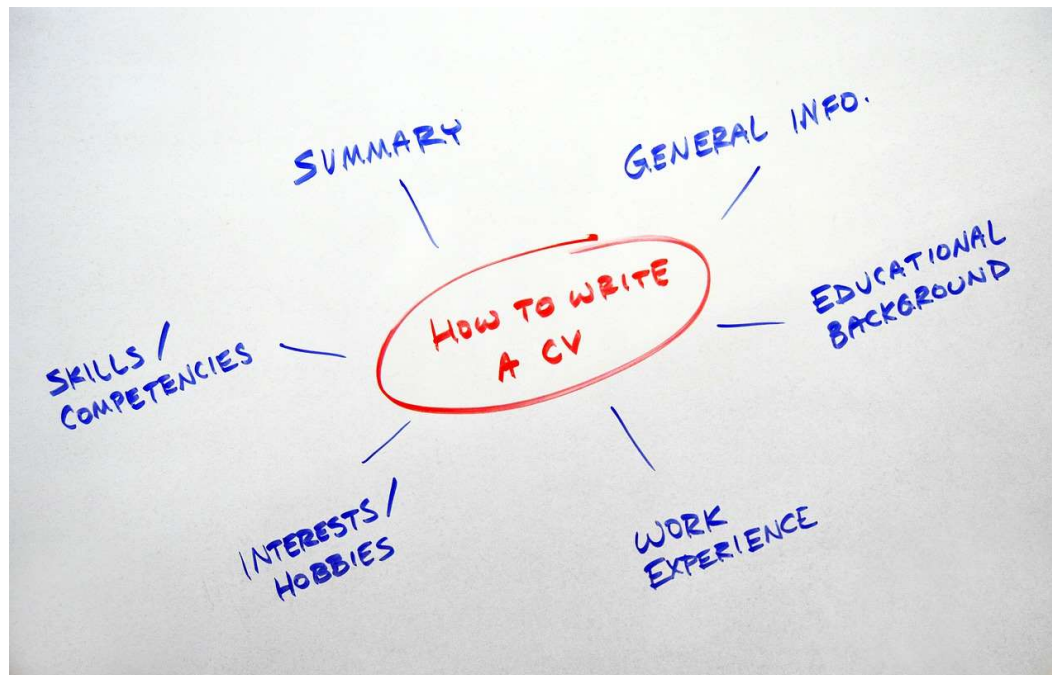 SUMMARY
GENERAL INFO.
HOW TO WRITE
A CV
EDUCATIONAL
BACKGROUND
SKILLS/
COMPETENCIES
INTERESTS/
HOBBIES
WORK
EXPERIENCE